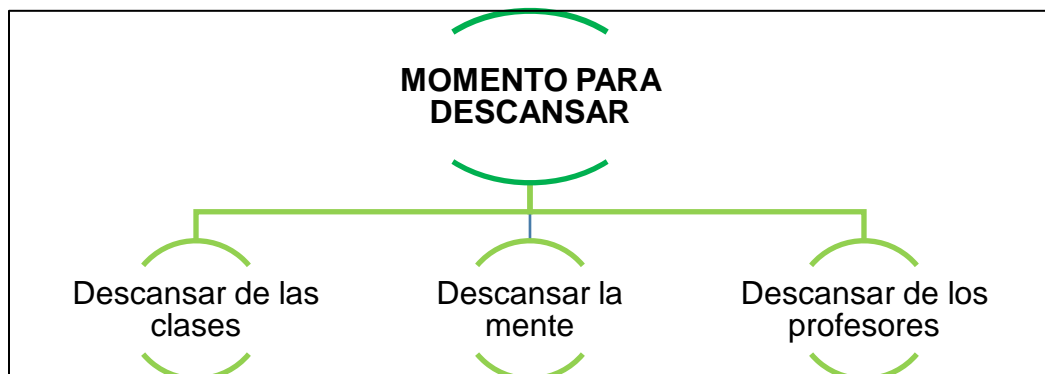 MOMENTO PARA
DESCANSAR
Descansar de las
clases
Descansar la
mente
Descansar de los
profesores